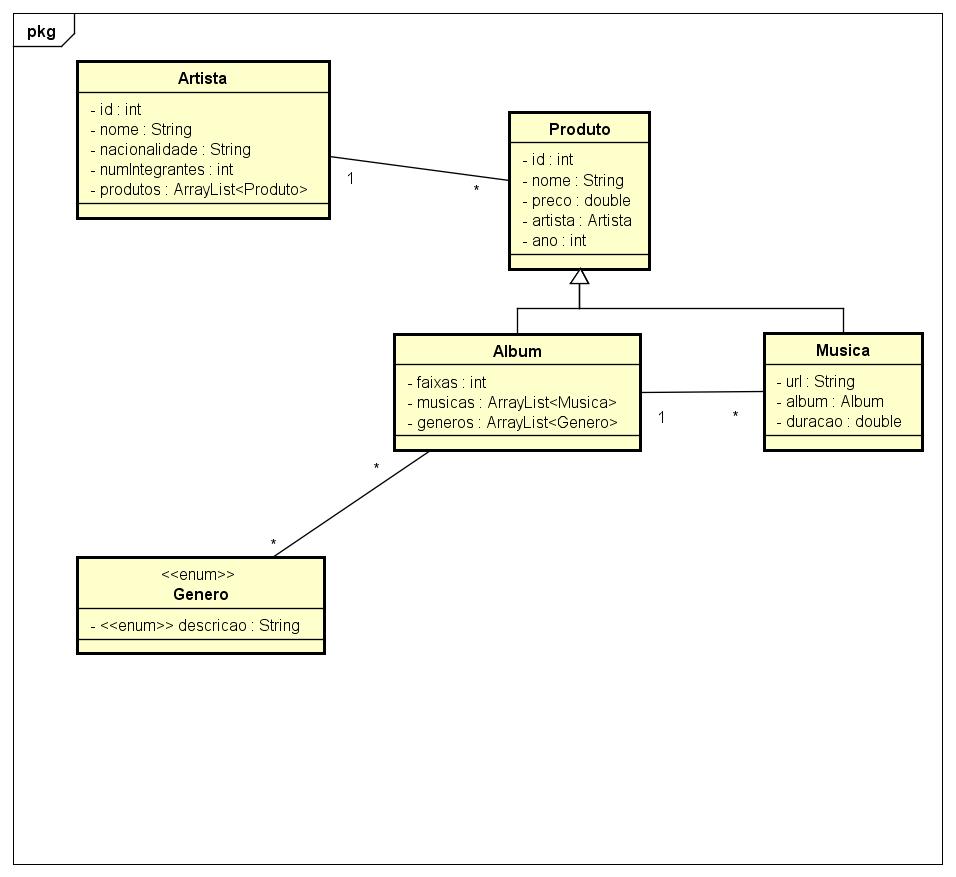 pkg
Artista
- id : int
- nome : String
- nacionalidade : String
- numIntegrantes : int
- produtos : ArrayList<Produto>
1
*
Produto
- id : int
- nome : String
- preco : double
- artista : Artista
- ano : int
Album
- faixas : int
- musicas : ArrayList<Musica>
- generos : ArrayList<Genero>
1
*
Musica
- url : String
- album : Album
- duracao : double
*
*
<<enum>>
Genero
- <<enum>> descricao : String